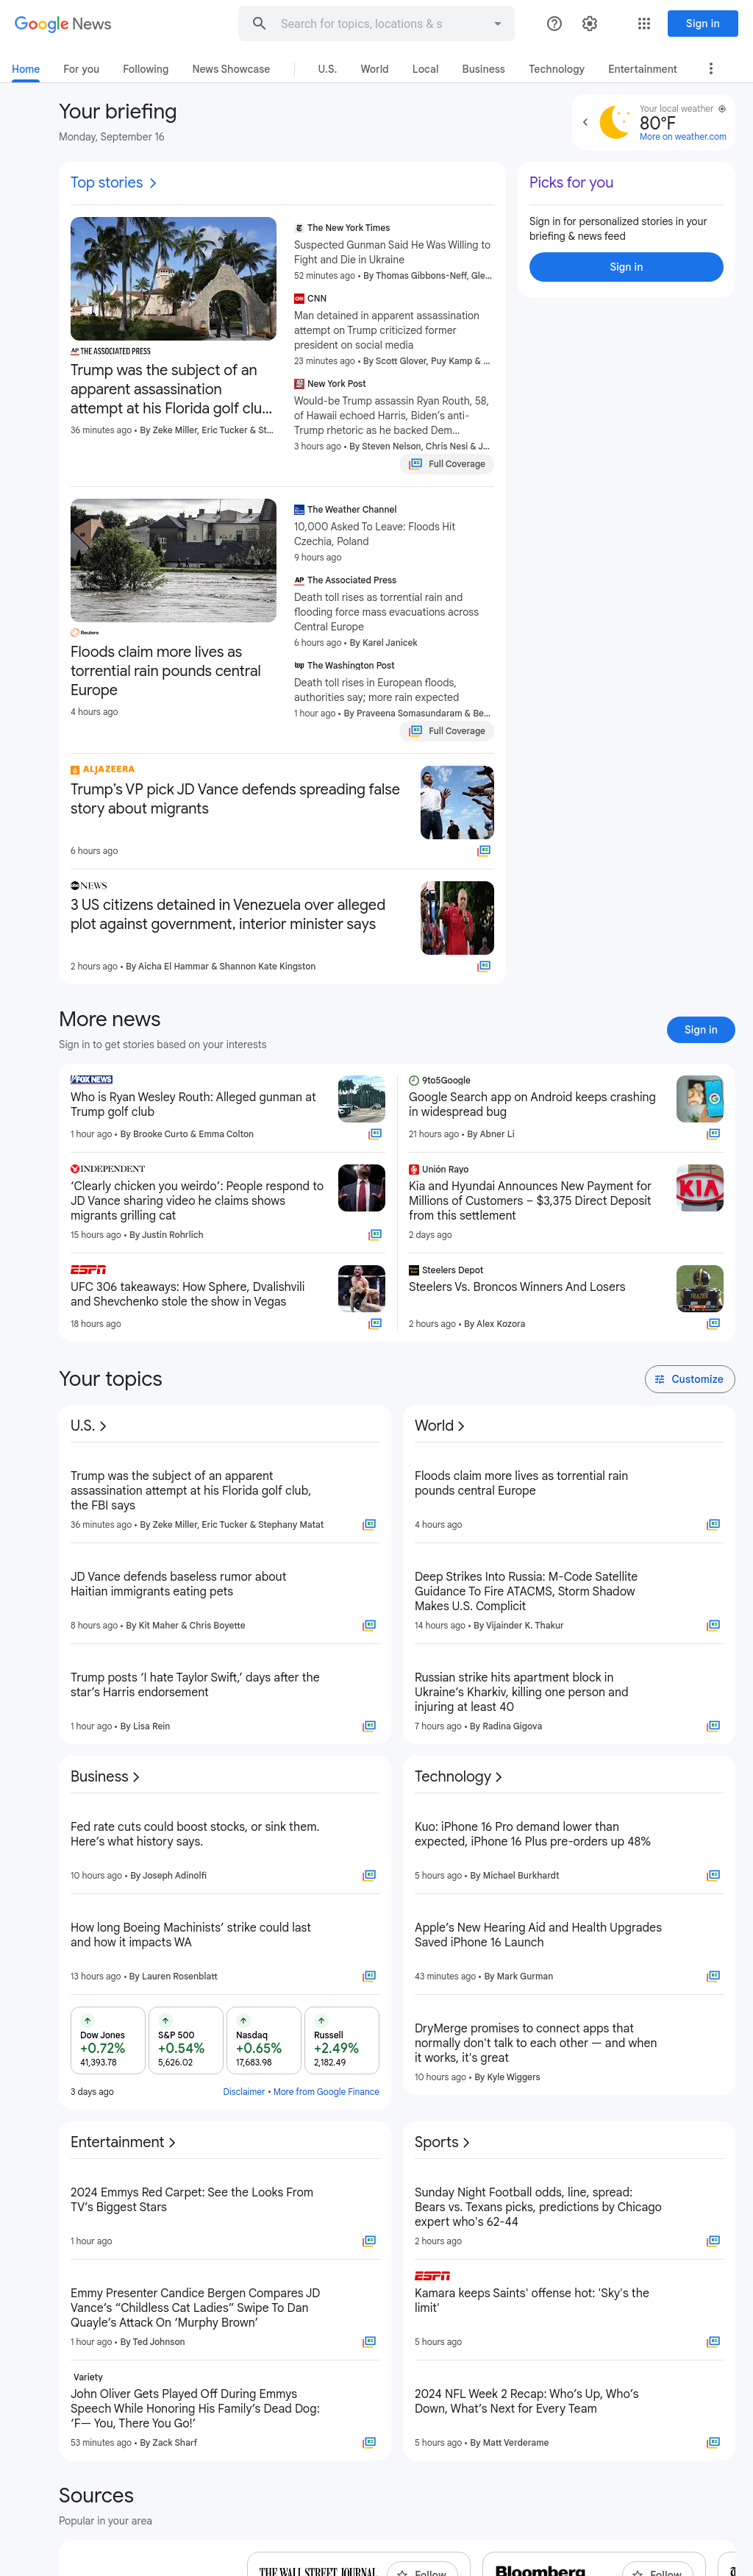 Google News
Search for topics, locations & s
Sign in
Home
For you
Following
News Showcase
U.S.
World
Local
Business
Technology
Entertainment
Your briefing
Monday, September 16
Your local weather
80°F
More on weather.com
Top stories
THE ASSOCIATED PRESS
Trump was the subject of an
apparent assassination
attempt at his Florida golf clu…
36 minutes ago • By Zeke Miller, Eric Tucker & St…
The New York Times
Suspected Gunman Said He Was Willing to
Fight and Die in Ukraine
52 minutes ago • By Thomas Gibbons-Neff, Gle…
CNN
Man detained in apparent assassination
attempt on Trump criticized former
president on social media
23 minutes ago • By Scott Glover, Puy Kamp & …
New York Post
Would-be Trump assassin Ryan Routh, 58,
of Hawaii echoed Harris, Biden’s anti-
Trump rhetoric as he backed Dem…
3 hours ago • By Steven Nelson, Chris Nesi & J…
Full Coverage
Picks for you
Sign in for personalized stories in your
briefing & news feed
Sign in
Reuters
Floods claim more lives as
torrential rain pounds central
Europe
4 hours ago
The Weather Channel
10,000 Asked To Leave: Floods Hit
Czechia, Poland
9 hours ago
AP The Associated Press
Death toll rises as torrential rain and
flooding force mass evacuations across
Central Europe
6 hours ago • By Karel Janicek
wp The Washington Post
Death toll rises in European floods,
authorities say; more rain expected
1 hour ago • By Praveena Somasundaram & Be…
Full Coverage
ALJAZEERA
Trump’s VP pick JD Vance defends spreading false
story about migrants
6 hours ago
abc NEWS
3 US citizens detained in Venezuela over alleged
plot against government, interior minister says
2 hours ago • By Aicha El Hammar & Shannon Kate Kingston
More news
Sign in to get stories based on your interests
Sign in
FOX NEWS
Who is Ryan Wesley Routh: Alleged gunman at
Trump golf club
1 hour ago • By Brooke Curto & Emma Colton
INDEPENDENT
‘Clearly chicken you weirdo’: People respond to
JD Vance sharing video he claims shows
migrants grilling cat
15 hours ago • By Justin Rohrlich
ESPN
UFC 306 takeaways: How Sphere, Dvalishvili
and Shevchenko stole the show in Vegas
18 hours ago
9to5Google
Google Search app on Android keeps crashing
in widespread bug
21 hours ago • By Abner Li
Unión Rayo
Kia and Hyundai Announces New Payment for
Millions of Customers – $3,375 Direct Deposit
from this settlement
2 days ago
KIA
Steelers Depot
Steelers Vs. Broncos Winners And Losers
2 hours ago • By Alex Kozora
Your topics
Customize
U.S.
Trump was the subject of an apparent
assassination attempt at his Florida golf club,
the FBI says
36 minutes ago • By Zeke Miller, Eric Tucker & Stephany Matat
JD Vance defends baseless rumor about
Haitian immigrants eating pets
8 hours ago • By Kit Maher & Chris Boyette
Trump posts ‘I hate Taylor Swift,’ days after the
star’s Harris endorsement
1 hour ago • By Lisa Rein
World
Floods claim more lives as torrential rain
pounds central Europe
4 hours ago
Deep Strikes Into Russia: M-Code Satellite
Guidance To Fire ATACMS, Storm Shadow
Makes U.S. Complicit
14 hours ago • By Vijainder K. Thakur
Russian strike hits apartment block in
Ukraine’s Kharkiv, killing one person and
injuring at least 40
7 hours ago • By Radina Gigova
Business
Fed rate cuts could boost stocks, or sink them.
Here’s what history says.
10 hours ago • By Joseph Adinolfi
How long Boeing Machinists’ strike could last
and how it impacts WA
13 hours ago • By Lauren Rosenblatt
Dow Jones
+0.72%
41,393.78
S&P 500
+0.54%
5,626.02
Nasdaq
+0.65%
17,683.98
Russell
+2.49%
2,182.49
3 days ago
Disclaimer • More from Google Finance
Technology
Kuo: iPhone 16 Pro demand lower than
expected, iPhone 16 Plus pre-orders up 48%
5 hours ago • By Michael Burkhardt
Apple’s New Hearing Aid and Health Upgrades
Saved iPhone 16 Launch
43 minutes ago • By Mark Gurman
DryMerge promises to connect apps that
normally don't talk to each other — and when
it works, it's great
10 hours ago • By Kyle Wiggers
Entertainment
2024 Emmys Red Carpet: See the Looks From
TV’s Biggest Stars
1 hour ago
Emmy Presenter Candice Bergen Compares JD
Vance’s “Childless Cat Ladies” Swipe To Dan
Quayle’s Attack On ‘Murphy Brown’
1 hour ago • By Ted Johnson
Variety
John Oliver Gets Played Off During Emmys
Speech While Honoring His Family’s Dead Dog:
‘F— You, There You Go!’
53 minutes ago • By Zack Sharf
Sports
Sunday Night Football odds, line, spread:
Bears vs. Texans picks, predictions by Chicago
expert who's 62-44
2 hours ago
ESPN
Kamara keeps Saints' offense hot: 'Sky's the
limit'
5 hours ago
2024 NFL Week 2 Recap: Who’s Up, Who’s
Down, What’s Next for Every Team
5 hours ago • By Matt Verderame
Sources
Popular in your area
THE WALL STREET JOURNAL
Follow
Bloomberg
Follow